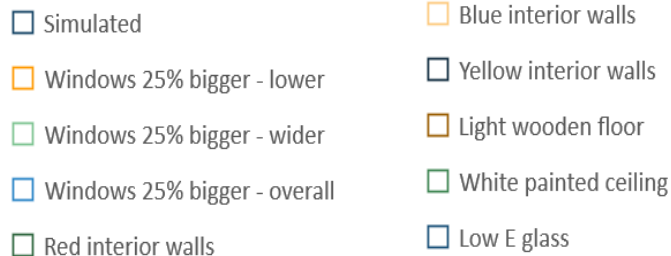 Simulated
Windows 25% bigger - lower
Windows 25% bigger - wider
Windows 25% bigger - overall
Red interior walls
Blue interior walls
Yellow interior walls
Light wooden floor
White painted ceiling
Low E glass